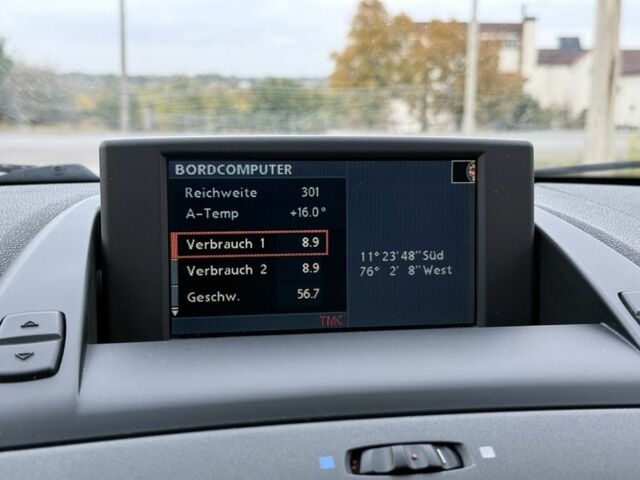 BORDCOMPUTER
Reichweite 301
A-Temp +16.0°
Verbrauch 1 8.9
Verbrauch 2 8.9
Geschw. 56.7
11° 23'48" Süd
76° 2' 8" West
TMC